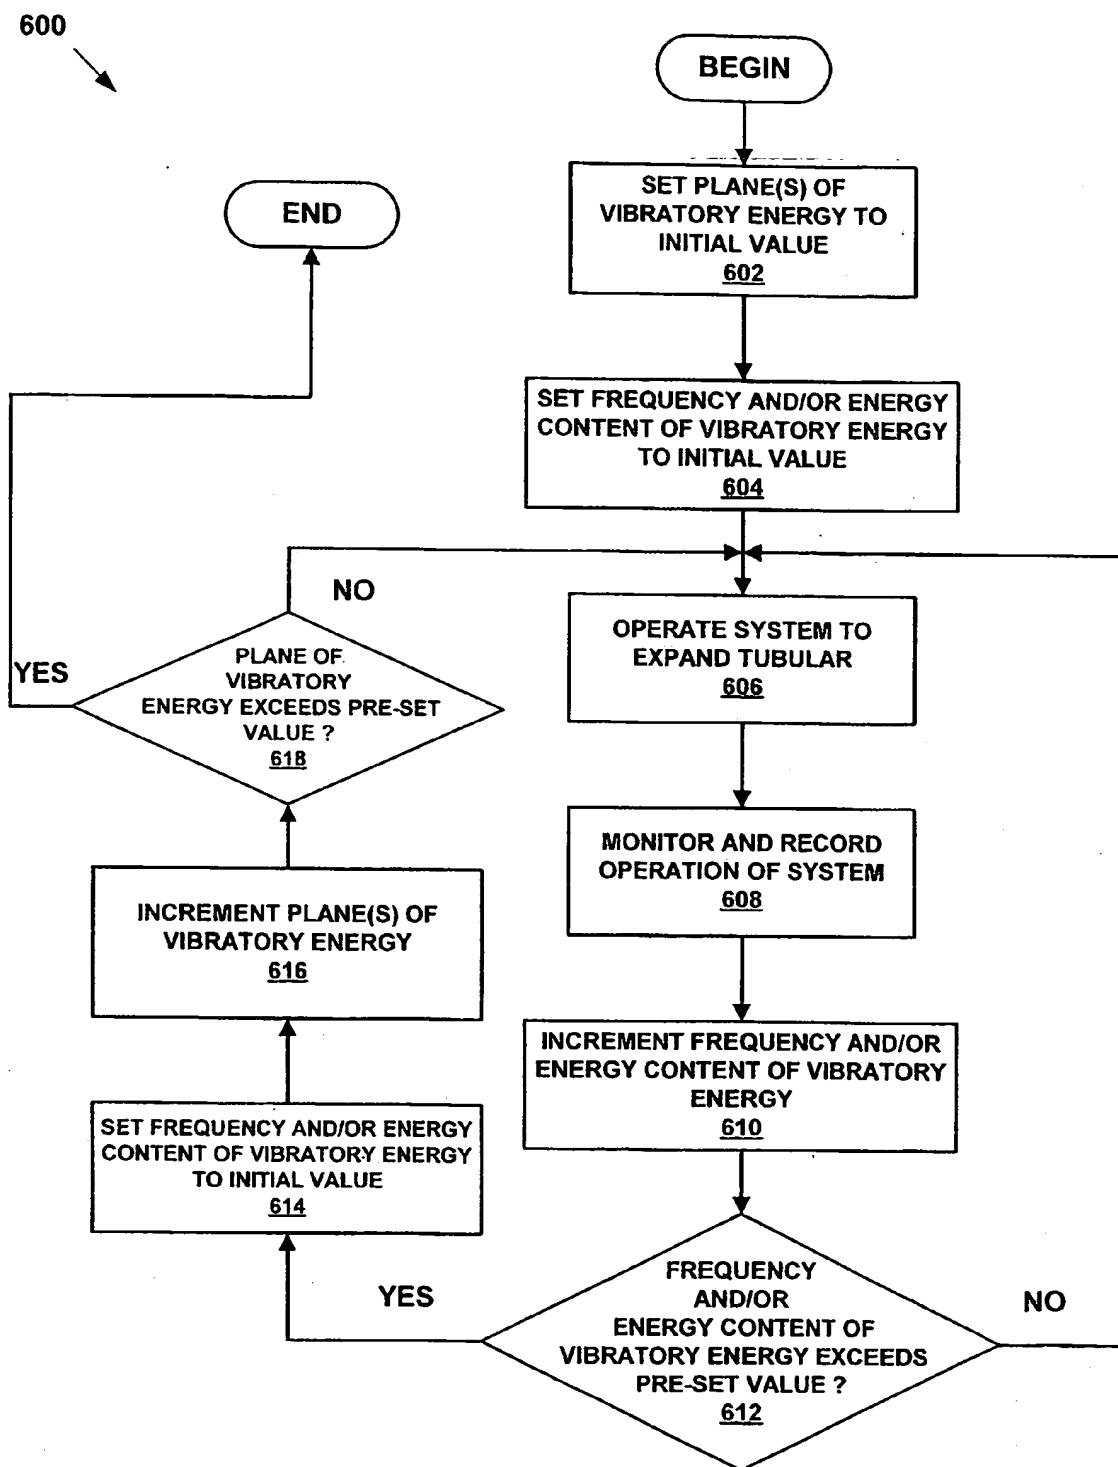 600
BEGIN
SET PLANE(S) OF
VIBRATORY ENERGY TO
INITIAL VALUE
602
END
SET FREQUENCY AND/OR ENERGY
CONTENT OF VIBRATORY ENERGY
TO INITIAL VALUE
604
NO
OPERATE SYSTEM TO
EXPAND TUBULAR
606
YES
PLANE OF
VIBRATORY
ENERGY EXCEEDS PRE-SET
VALUE ?
618
MONITOR AND RECORD
OPERATION OF SYSTEM
608
INCREMENT PLANE(S) OF
VIBRATORY ENERGY
616
INCREMENT FREQUENCY AND/OR
ENERGY CONTENT OF VIBRATORY
ENERGY
610
SET FREQUENCY AND/OR ENERGY
CONTENT OF VIBRATORY ENERGY
TO INITIAL VALUE
614
YES
FREQUENCY
AND/OR
ENERGY CONTENT OF
VIBRATORY ENERGY EXCEEDS
PRE-SET VALUE ?
612
NO